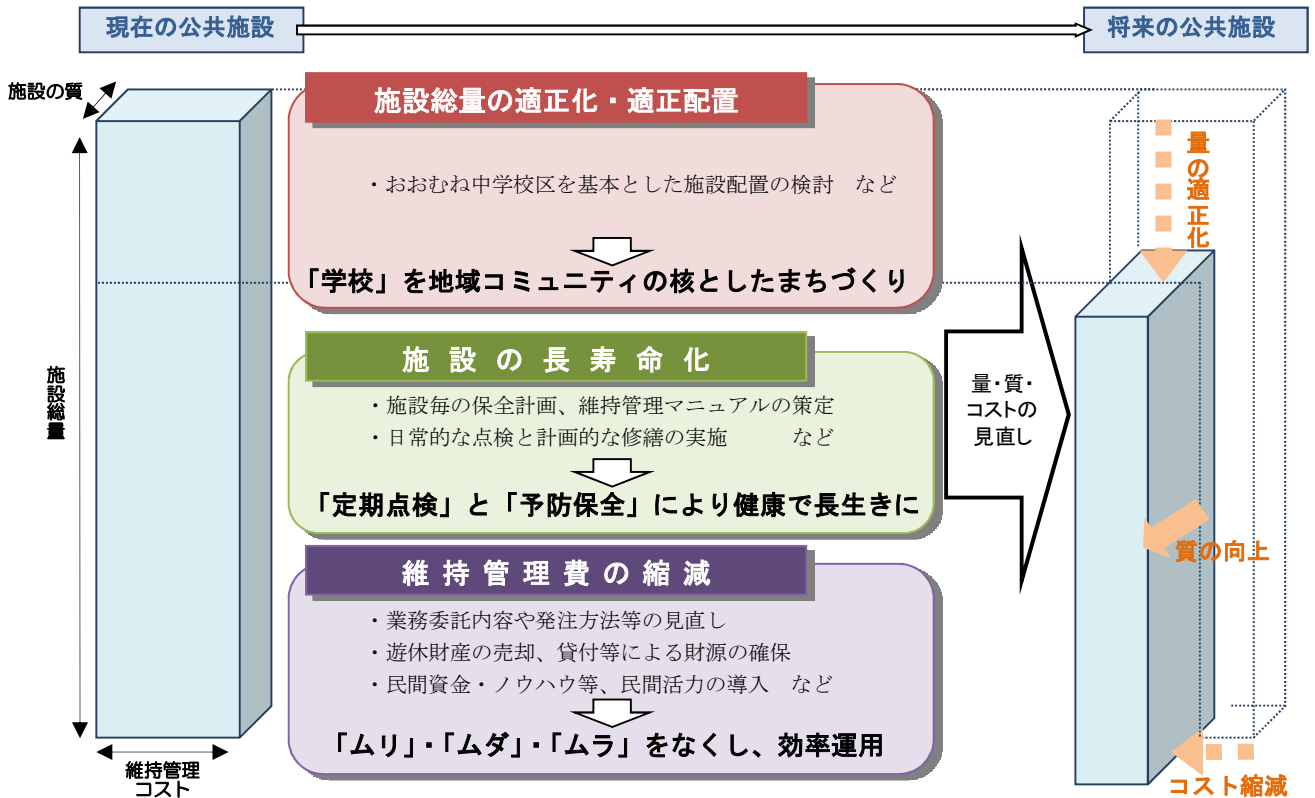 現在の公共施設
将来の公共施設
施設の質
施設総量
維持管理
コスト
施設総量の適正化・適正配置
・おおむね中学校区を基本とした施設配置の検討　など
「学校」を地域コミュニティの核としたまちづくり
施設の長寿命化
・施設毎の保全計画、維持管理マニュアルの策定
・日常的な点検と計画的な修繕の実施　　　など
「定期点検」と「予防保全」により健康で長生きに
維持管理費の縮減
・業務委託内容や発注方法等の見直し
・遊休財産の売却、貸付等による財源の確保
・民間資金・ノウハウ等、民間活力の導入　など
「ムリ」・「ムダ」・「ムラ」をなくし、効率運用
量・質・
コストの
見直し
量の適正化
質の向上
コスト縮減